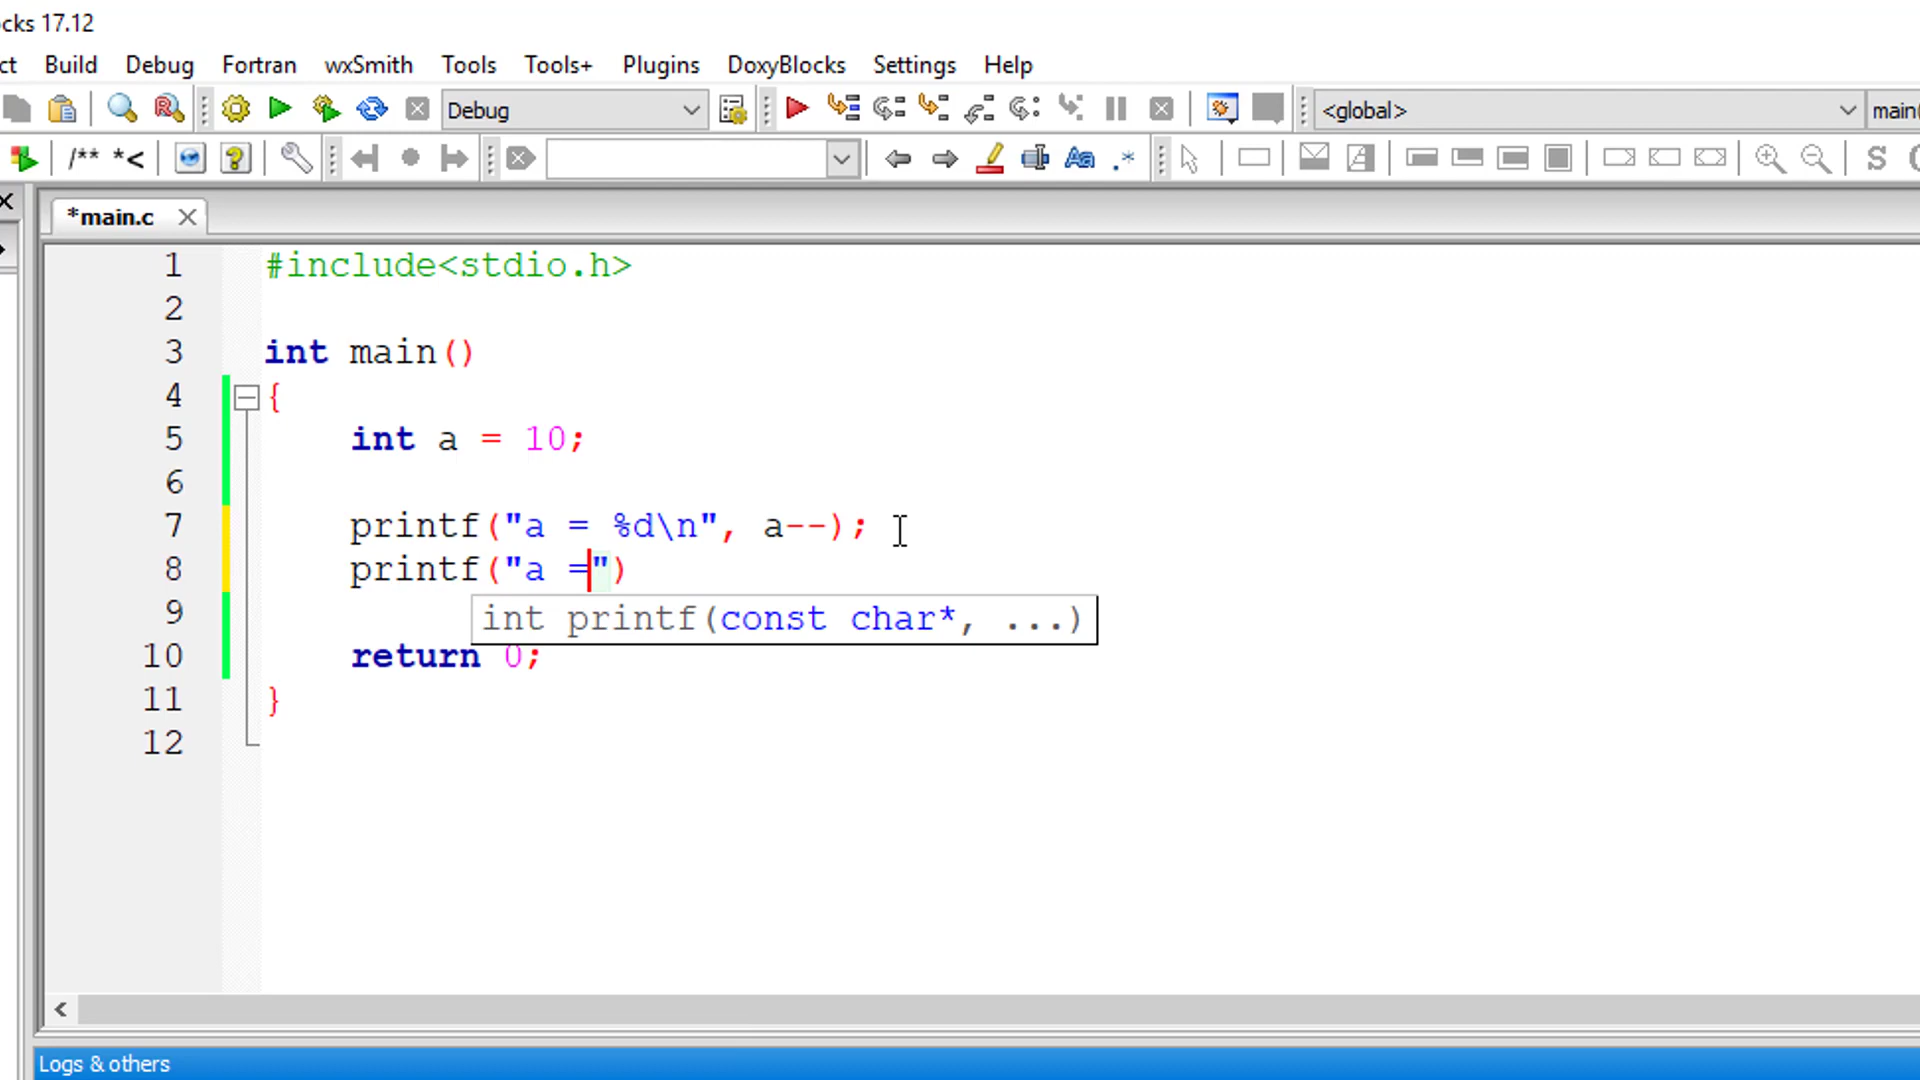 cks 17.12
ct Build Debug Fortran wxSmith Tools Tools+ Plugins DoxyBlocks Settings Help
Debug <global> main(
/** *< ? Aa .* S
*main.c
1 #include<stdio.h>
2
3 int main()
4 {
5 int a = 10;
6
7 printf("a = %d\n", a--);
8 printf("a =")
9 int printf(const char*, ...)
10 return 0;
11 }
12
Logs & others